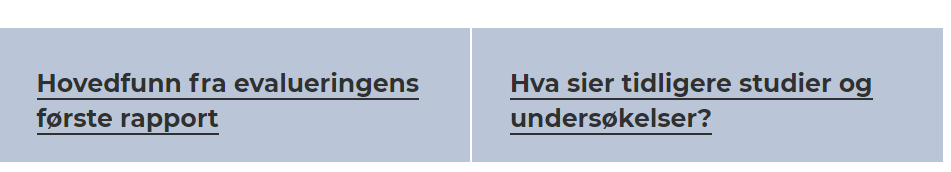 Hovedfunn fra evalueringens
første rapport
Hva sier tidligere studier og
undersøkelser?